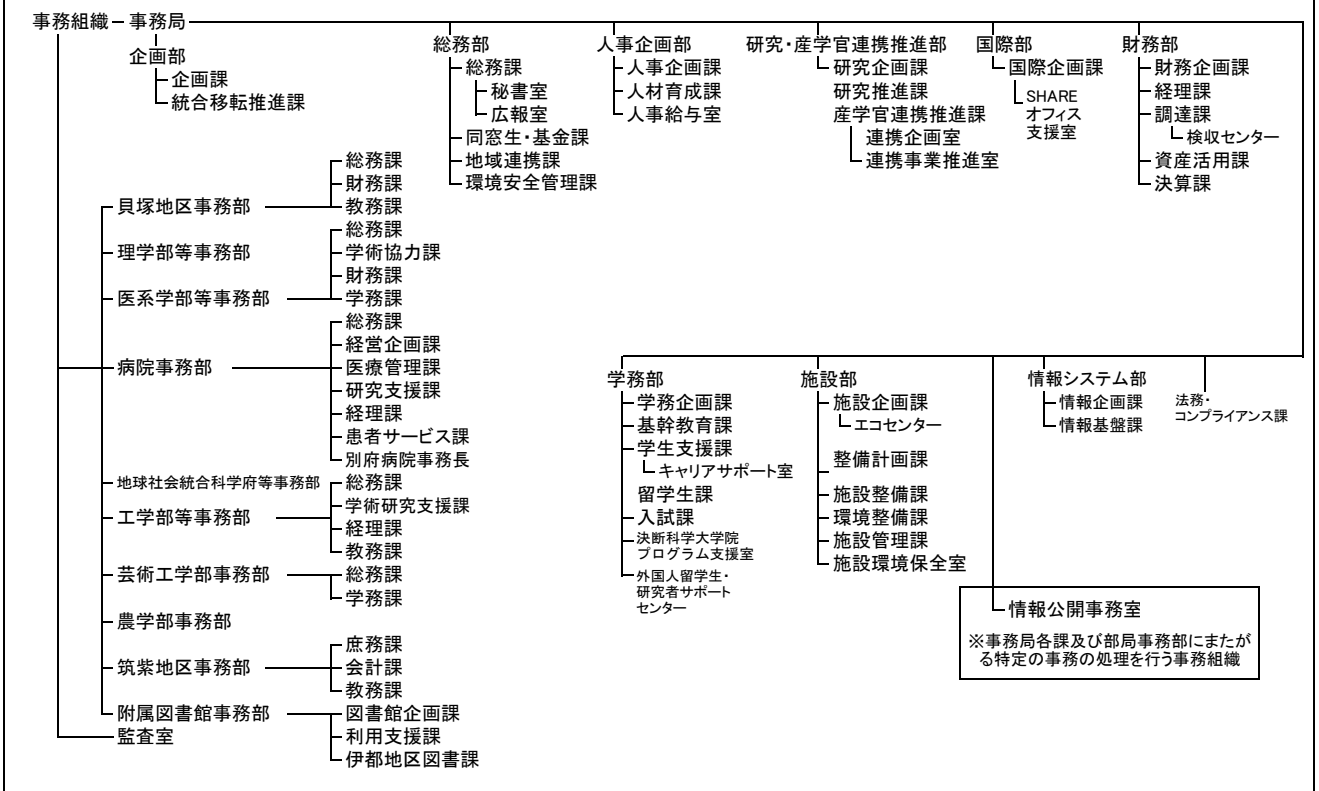 事務組織 事務局
企画部
企画課
統合移転推進課
総務部
総務課
秘書室
広報室
同窓生・基金課
地域連携課
環境安全管理課
人事企画部
人事企画課
人材育成課
人事給与室
研究・産学官連携推進部
研究企画課
研究推進課
産学官連携推進課
連携企画室
連携事業推進室
国際部
国際企画課
SHARE
オフィス
支援室
財務部
財務企画課
経理課
調達課
検収センター
資産活用課
決算課
学務部
学務企画課
基幹教育課
学生支援課
キャリアサポート室
留学生課
入試課
決断科学大学院
プログラム支援室
外国人留学生・
研究者サポート
センター
施設部
施設企画課
エコセンター
整備計画課
施設整備課
環境整備課
施設管理課
施設環境保全室
情報公開事務室
※事務局各課及び部局事務部にまたが
る特定の事務の処理を行う事務組織
情報システム部
情報企画課
情報基盤課
法務・
コンプライアンス課
貝塚地区事務部
総務課
財務課
教務課
理学部等事務部
医系学部等事務部
総務課
学術協力課
財務課
学務課
病院事務部
総務課
経営企画課
医療管理課
研究支援課
経理課
患者サービス課
別府病院事務長
地球社会統合科学府等事務部
工学部等事務部
総務課
学術研究支援課
経理課
教務課
芸術工学部事務部
総務課
学務課
農学部事務部
筑紫地区事務部
庶務課
会計課
教務課
附属図書館事務部
図書館企画課
利用支援課
伊都地区図書課
監査室